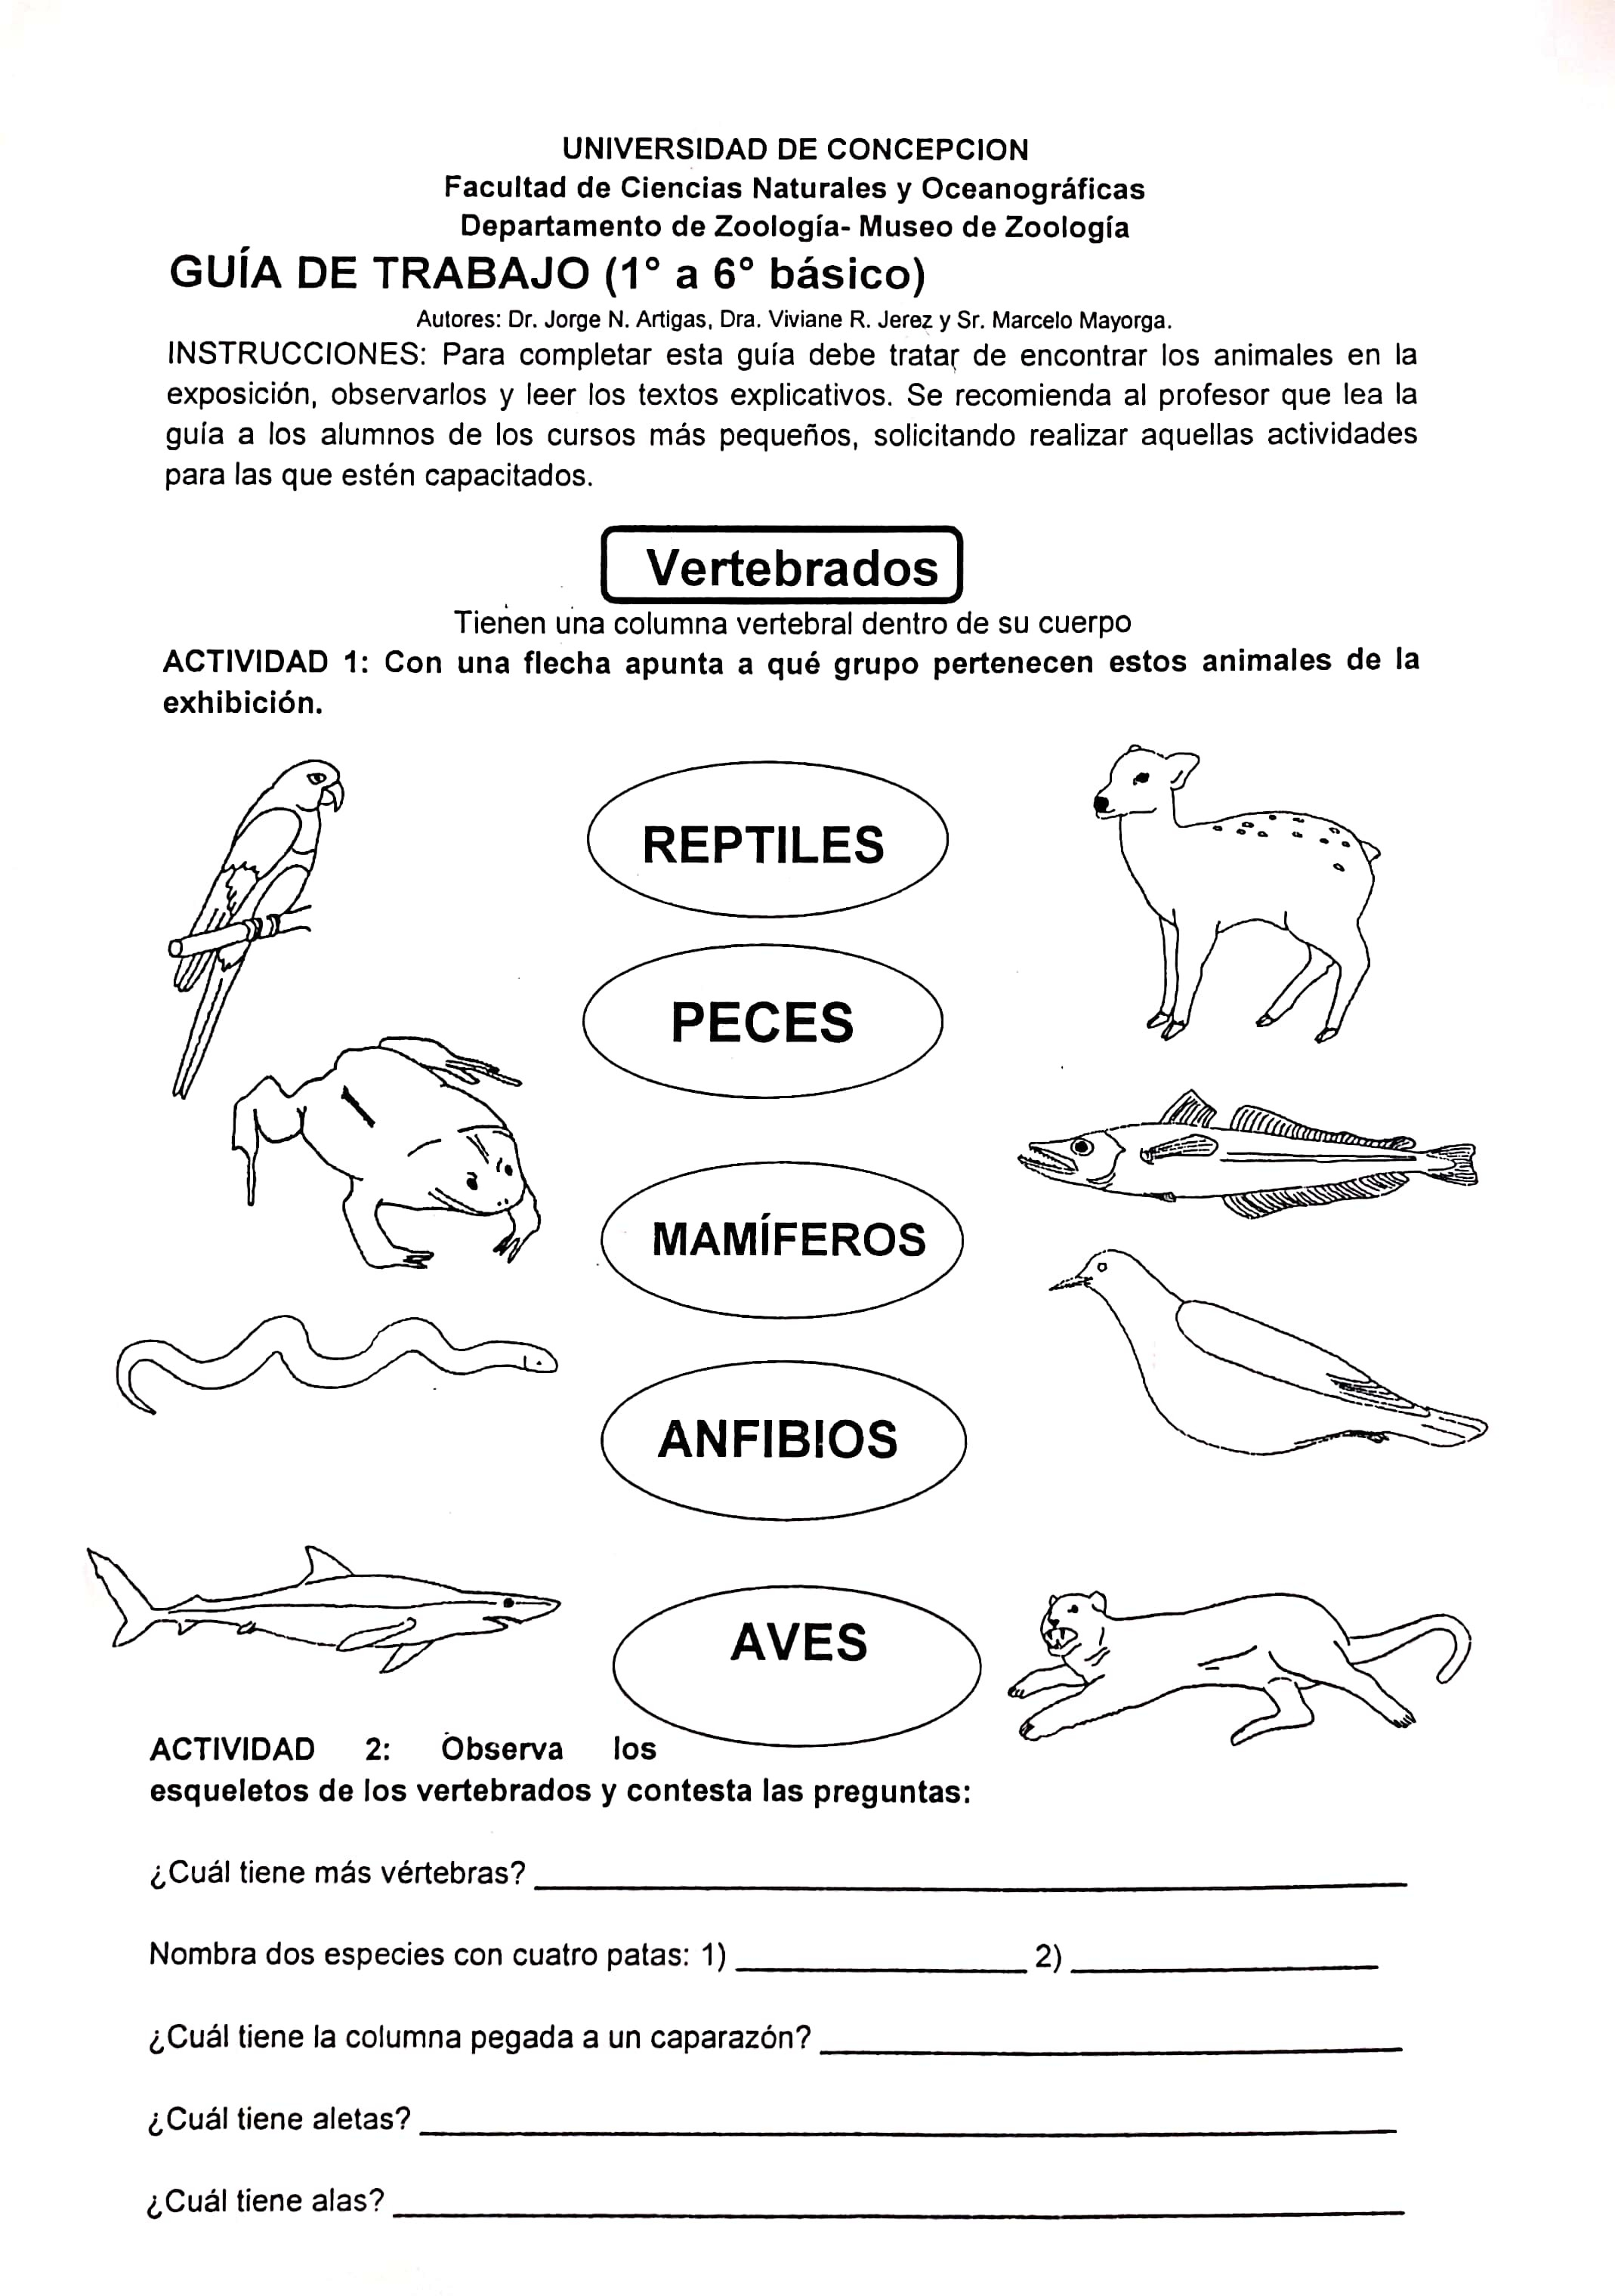 UNIVERSIDAD DE CONCEPCION
Facultad de Ciencias Naturales y Oceanográficas
Departamento de Zoología- Museo de Zoología
GUÍA DE TRABAJO (1° a 6° básico)
Autores: Dr. Jorge N. Artigas, Dra. Viviane R. Jerez y Sr. Marcelo Mayorga.
INSTRUCCIONES: Para completar esta guía debe tratar de encontrar los animales en la
exposición, observarlos y leer los textos explicativos. Se recomienda al profesor que lea la
guía a los alumnos de los cursos más pequeños, solicitando realizar aquellas actividades
para las que estén capacitados.
Vertebrados
Tienen una columna vertebral dentro de su cuerpo
ACTIVIDAD 1: Con una flecha apunta a qué grupo pertenecen estos animales de la
exhibición.
REPTILES
PECES
MAMÍFEROS
ANFIBIOS
AVES
ACTIVIDAD 2: Observa los
esqueletos de los vertebrados y contesta las preguntas:
¿Cuál tiene más vértebras?
Nombra dos especies con cuatro patas: 1) 2)
¿Cuál tiene la columna pegada a un caparazón?
¿Cuál tiene aletas?
¿Cuál tiene alas?